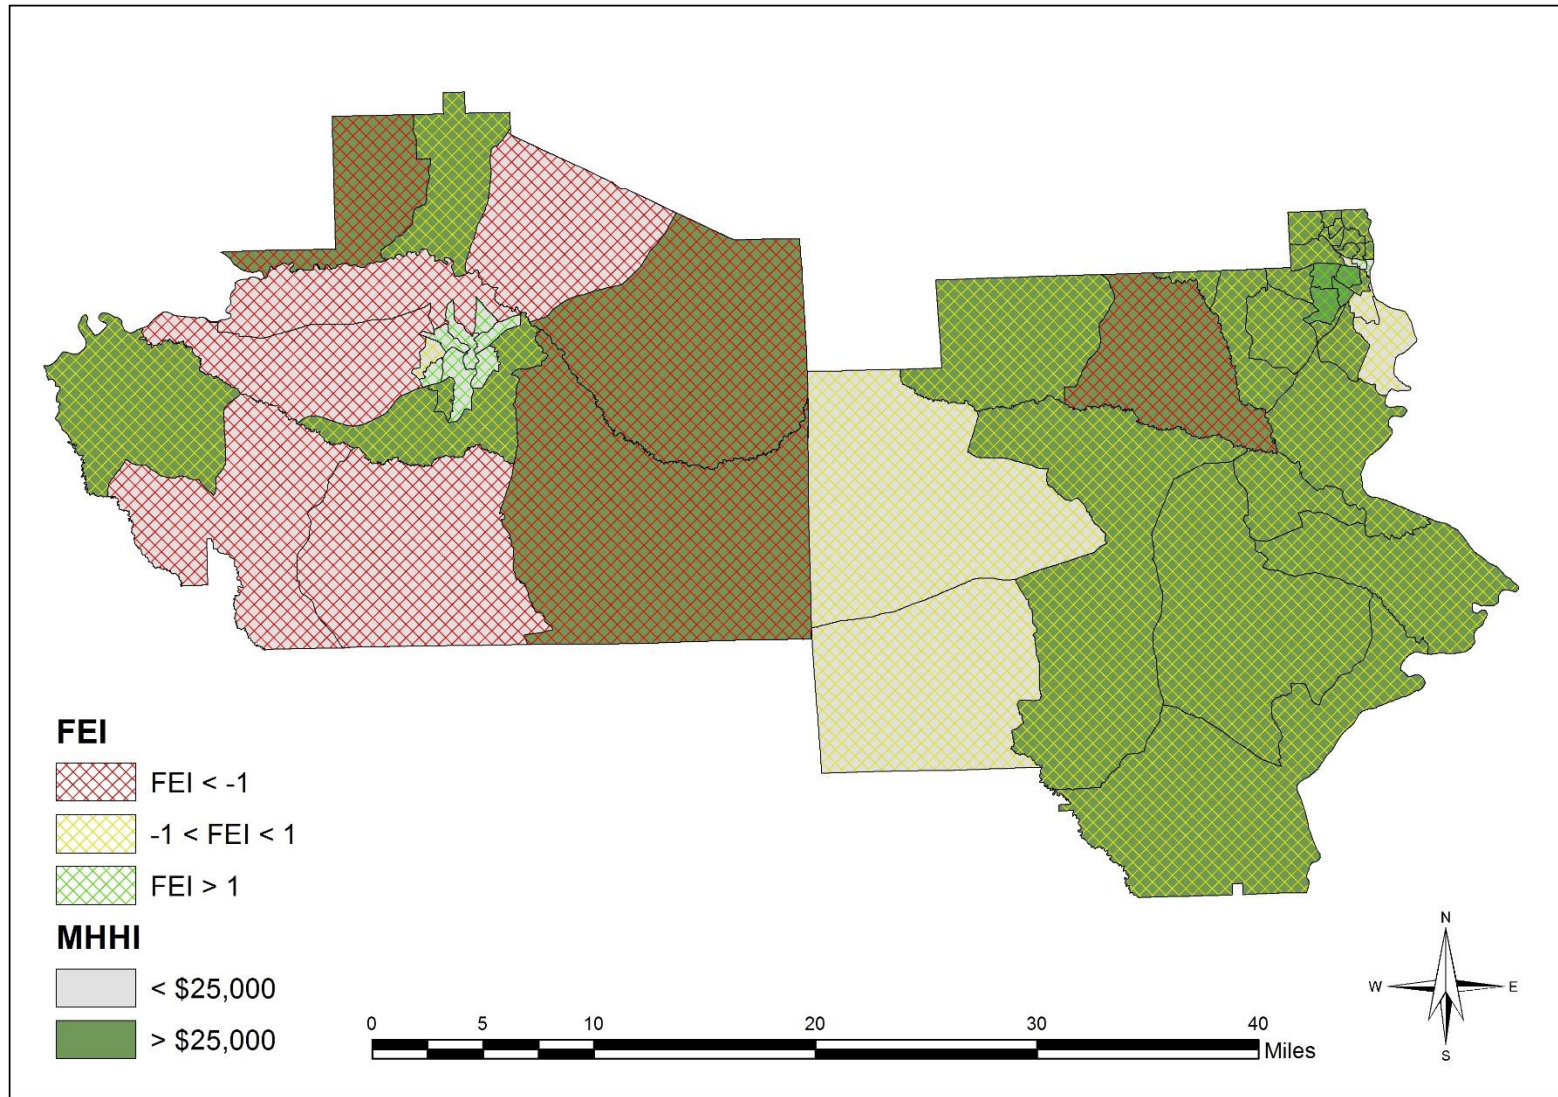 FEI
FEI < -1
-1 < FEI < 1
FEI > 1
MHHI
< $25,000
> $25,000
0 5 10 20 30 40
Miles
N
W E
S